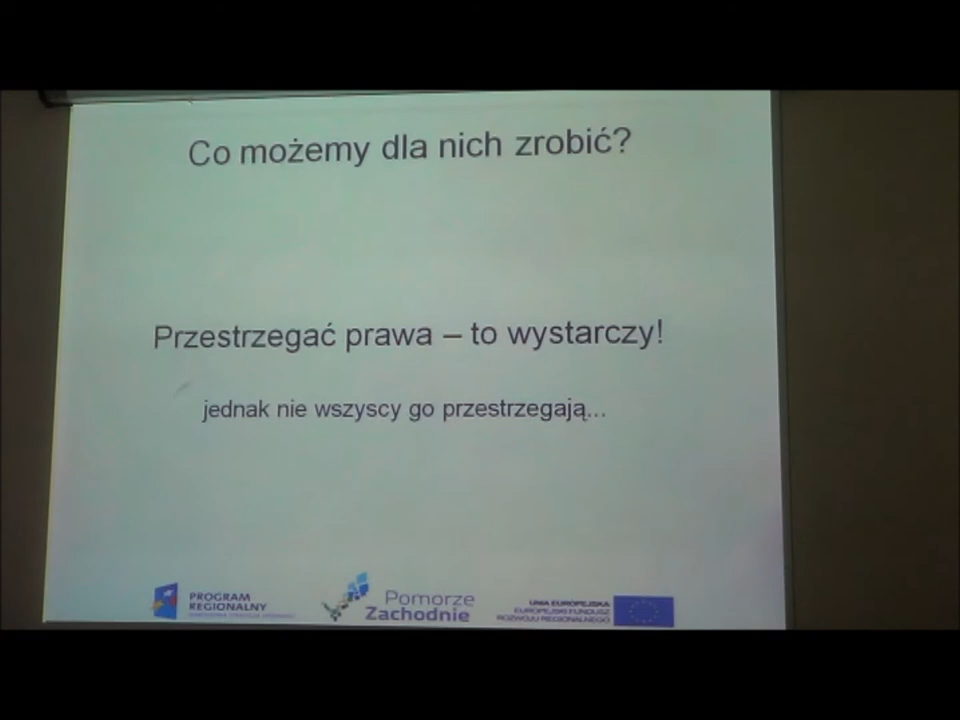 Co możemy dla nich zrobić?
Przestrzegać prawa – to wystarczy!
jednak nie wszyscy go przestrzegają...
PROGRAM
REGIONALNY
Pomorze
Zachodnie
UNIA EUROPEJSKA
EUROPEJSKI FUNDUSZ
ROZWOJU REGIONALNEGO